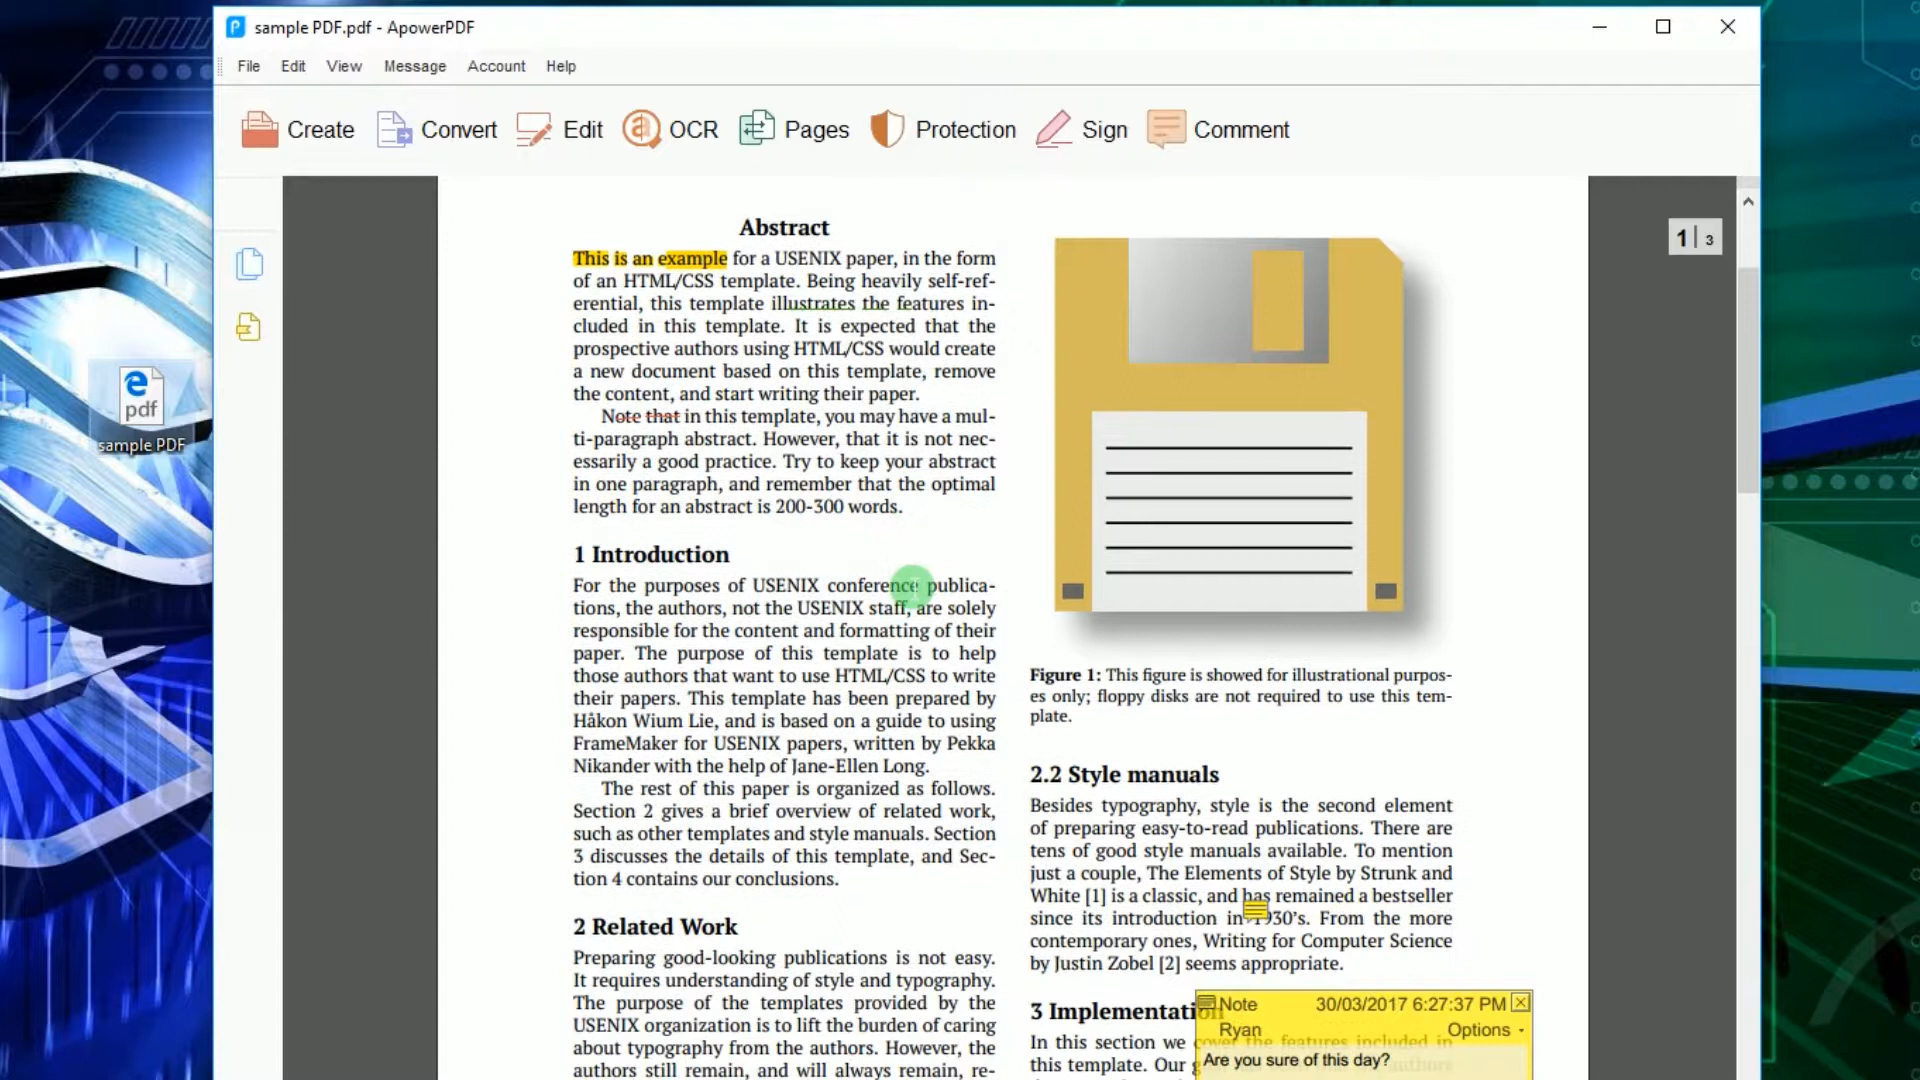 sample PDF.pdf - ApowerPDF
File Edit View Message Account Help
Create Convert Edit OCR Pages Protection Sign Comment
1 | 3
pdf
sample PDF
Abstract
This is an example for a USENIX paper, in the form
of an HTML/CSS template. Being heavily self-ref-
erential, this template illustrates the features in-
cluded in this template. It is expected that the
prospective authors using HTML/CSS would create
a new document based on this template, remove
the content, and start writing their paper.
Note that in this template, you may have a mul-
ti-paragraph abstract. However, that it is not nec-
essarily a good practice. Try to keep your abstract
in one paragraph, and remember that the optimal
length for an abstract is 200-300 words.
1 Introduction
For the purposes of USENIX conference publica-
tions, the authors, not the USENIX staff, are solely
responsible for the content and formatting of their
paper. The purpose of this template is to help
those authors that want to use HTML/CSS to write
their papers. This template has been prepared by
Håkon Wium Lie, and is based on a guide to using
FrameMaker for USENIX papers, written by Pekka
Nikander with the help of Jane-Ellen Long.
The rest of this paper is organized as follows.
Section 2 gives a brief overview of related work,
such as other templates and style manuals. Section
3 discusses the details of this template, and Sec-
tion 4 contains our conclusions.
2 Related Work
Preparing good-looking publications is not easy.
It requires understanding of style and typography.
The purpose of the templates provided by the
USENIX organization is to lift the burden of caring
about typography from the authors. However, the
authors still remain, and will always remain, re-
Figure 1: This figure is showed for illustrational purpos-
es only; floppy disks are not required to use this tem-
plate.
2.2 Style manuals
Besides typography, style is the second element
of preparing easy-to-read publications. There are
tens of good style manuals available. To mention
just a couple, The Elements of Style by Strunk and
White [1] is a classic, and has remained a bestseller
since its introduction in 1930's. From the more
contemporary ones, Writing for Computer Science
by Justin Zobel [2] seems appropriate.
3 Implementation
In this section we cover the features included in
this template. Our
Note 30/03/2017 6:27:37 PM
Ryan Options
Are you sure of this day?